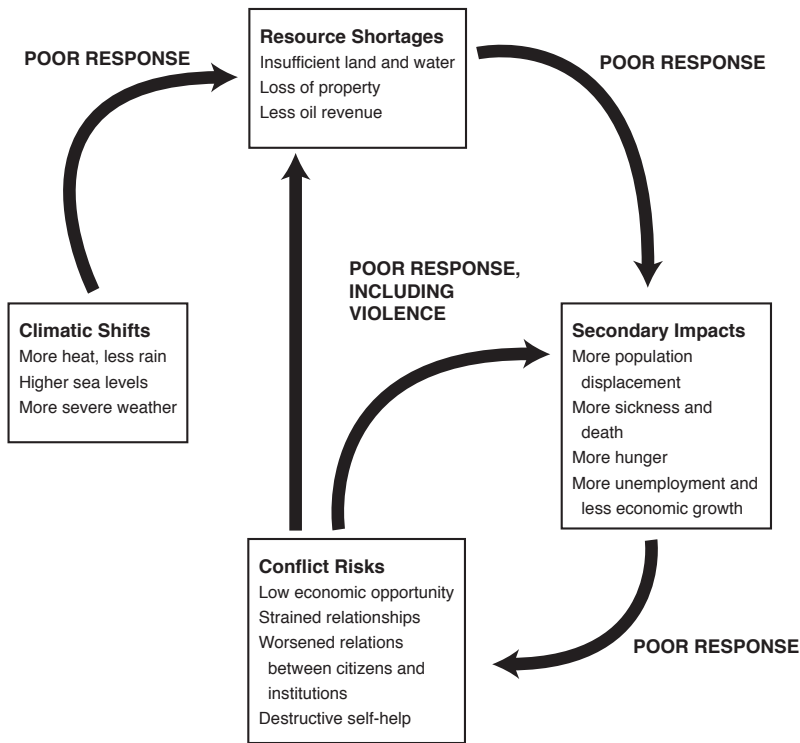 Resource Shortages
Insufficient land and water
Loss of property
Less oil revenue
POOR RESPONSE
POOR RESPONSE
POOR RESPONSE,
INCLUDING
VIOLENCE
Climatic Shifts
More heat, less rain
Higher sea levels
More severe weather
Secondary Impacts
More population
displacement
More sickness and
death
More hunger
More unemployment and
less economic growth
Conflict Risks
Low economic opportunity
Strained relationships
Worsened relations
between citizens and
institutions
Destructive self-help
POOR RESPONSE